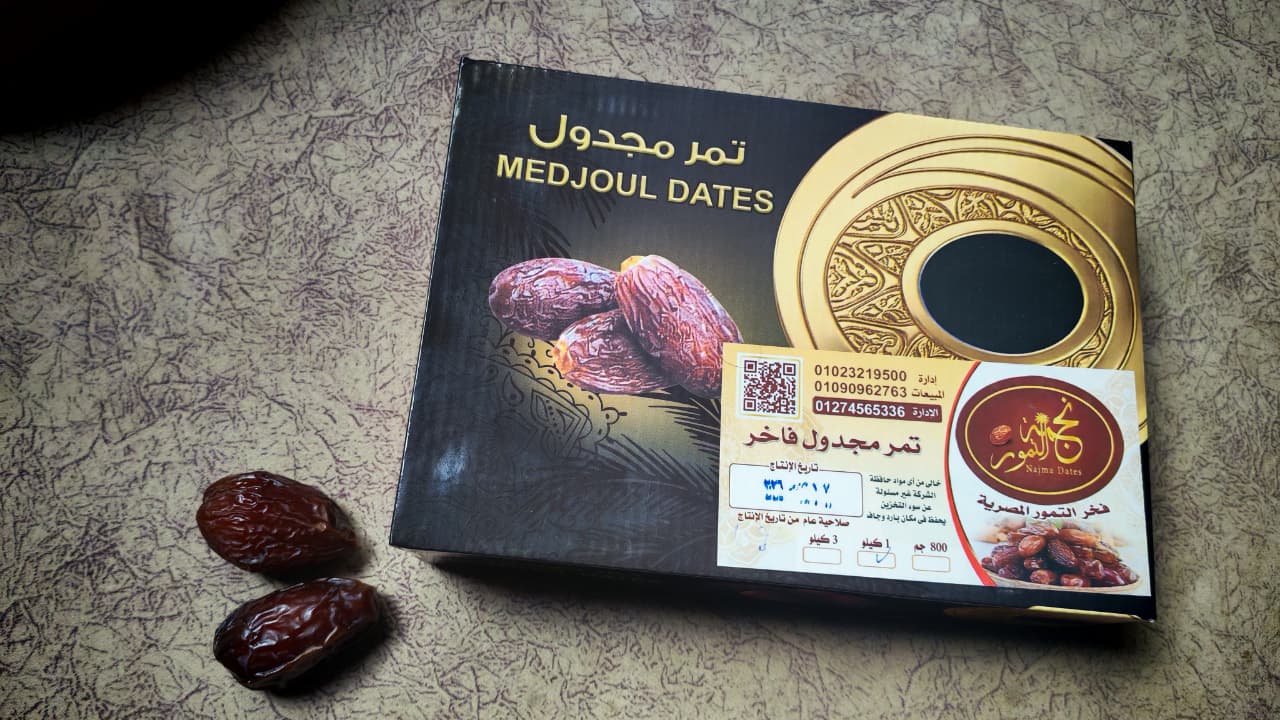 تمر مجدول
MEDJOUL DATES
01023219500 إدارة
01090962763 المبيعات
01274565336 الادارة
تمر مجدول فاخر
تاريخ الإنتاج
خالى من أى مواد حافظة
الشركة غير مسئولة
عن سوء التخزين
يحفظ فى مكان بارد وجاف
صلاحية عام من تاريخ الإنتاج
800 جم
1 كيلو
3 كيلو
نجمة التمور
Najma Dates
فخر التمور المصرية